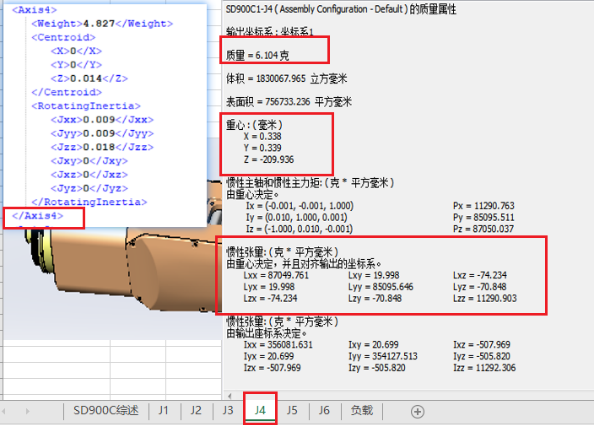 <Axis4>
<Weight>4.827</Weight>
<Centroid>
<X>0</X>
<Y>0</Y>
<Z>0.014</Z>
</Centroid>
<RotatingInertia>
<Jxx>0.009</Jxx>
<Jyy>0.009</Jyy>
<Jzz>0.018</Jzz>
<Jxy>0</Jxy>
<Jxz>0</Jxz>
<Jyz>0</Jyz>
</RotatingInertia>
</Axis4>
SD900C1-J4 ( Assembly Configuration - Default ) 的质量属性
输出坐标系 : 坐标系1
质量 = 6.104 克
体积 = 1830067.965 立方毫米
表面积 = 756733.236 平方毫米
重心 : ( 毫米 )
X = 0.338
Y = 0.339
Z = -209.936
惯性主轴和惯性主力矩: ( 克 * 平方毫米 )
由重心决定。
Ix = (-0.001, -0.001, 1.000) Px = 11290.763
Iy = (0.010, 1.000, 0.001) Py = 85095.511
Iz = (-1.000, 0.010, -0.001) Pz = 87050.037
惯性张量: ( 克 * 平方毫米 )
由重心决定，并且对齐输出的坐标系。
Lxx = 87049.761 Lxy = 19.998 Lxz = -74.234
Lyx = 19.998 Lyy = 85095.646 Lyz = -70.848
Lzx = -74.234 Lzy = -70.848 Lzz = 11290.903
惯性张量: ( 克 * 平方毫米 )
由输出座标系决定。
Ixx = 356081.631 Ixy = 20.699 Ixz = -507.969
Iyx = 20.699 Iyy = 354127.513 Iyz = -505.820
Izx = -507.969 Izy = -505.820 Izz = 11292.306
SD900C综述 J1 J2 J3 J4 J5 J6 负载